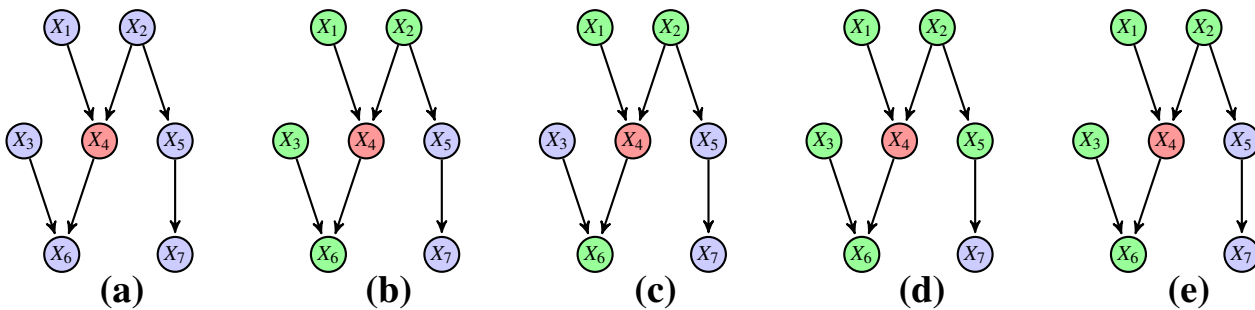 X1 X2 X1 X2 X1 X2 X1 X2 X1 X2
X3 X4 X5 X3 X4 X5 X3 X4 X5 X3 X4 X5 X3 X4 X5
X6 X7 X6 X7 X6 X7 X6 X7 X6 X7
(a) (b) (c) (d) (e)